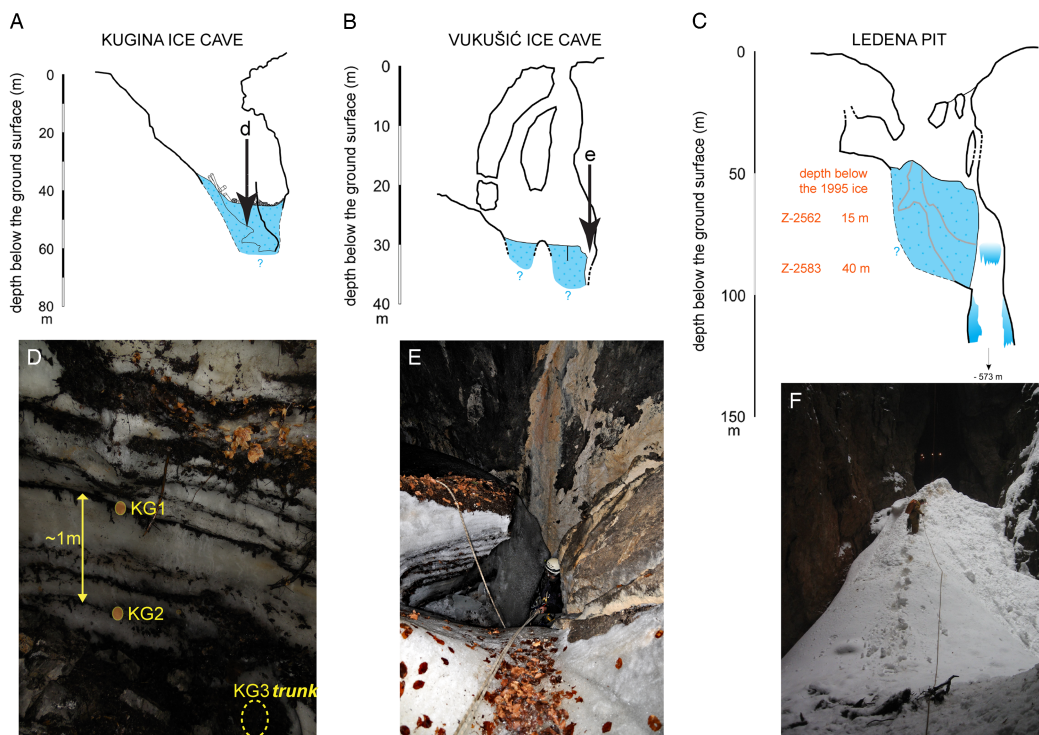 A
KUGINA ICE CAVE
depth below the ground surface (m)
0
20
40
60
80
m
d
?
B
VUKUŠIĆ ICE CAVE
depth below the ground surface (m)
0
10
20
30
40
m
e
?
?
C
LEDENA PIT
depth below the ground surface (m)
0
50
100
150
m
depth below
the 1995 ice
Z-2562 15 m
Z-2583 40 m
?
- 573 m
D
KG1
~1m
KG2
KG3 trunk
E
F